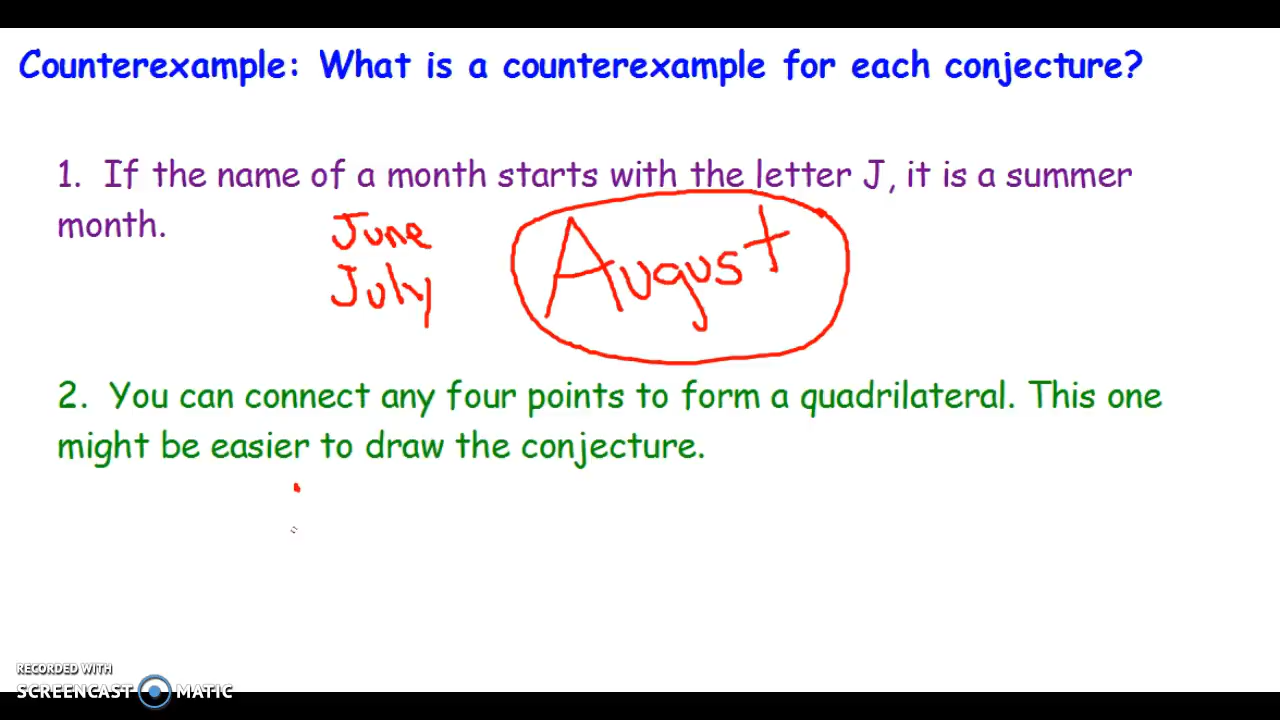 Counterexample: What is a counterexample for each conjecture?
1. If the name of a month starts with the letter J, it is a summer
month.
June
July
August
2. You can connect any four points to form a quadrilateral. This one
might be easier to draw the conjecture.
RECORDED WITH
SCREENCAST MATIC